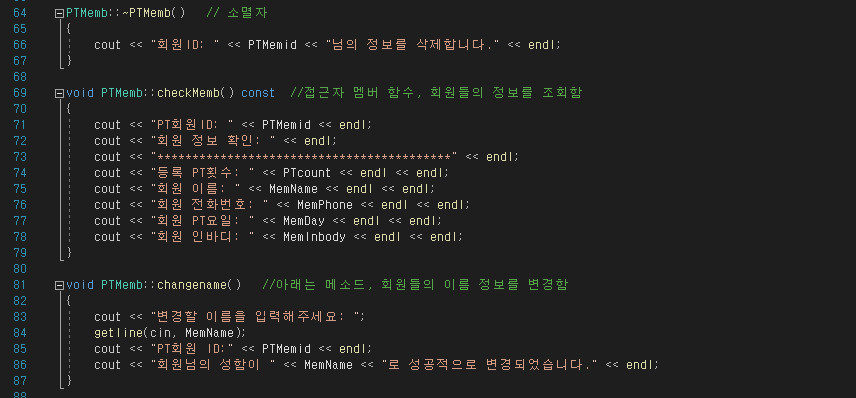 64 PTMemb::~PTMemb() // 소멸자
65 {
66 cout << "회원ID: " << PTMemid << "님의 정보를 삭제합니다." << endl;
67 }
68
69 void PTMemb::checkMemb() const //접근자 멤버 함수, 회원들의 정보를 조회함
70 {
71 cout << "PT회원ID: " << PTMemid << endl;
72 cout << "회원 정보 확인: " << endl;
73 cout << "******************************************" << endl;
74 cout << "등록 PT횟수: " << PTcount << endl << endl;
75 cout << "회원 이름: " << MemName << endl << endl;
76 cout << "회원 전화번호: " << MemPhone << endl << endl;
77 cout << "회원 PT요일: " << MemDay << endl << endl;
78 cout << "회원 인바디: " << MemInbody << endl << endl;
79 }
80
81 void PTMemb::changename() //아래는 메소드, 회원들의 이름 정보를 변경함
82 {
83 cout << "변경할 이름을 입력해주세요: ";
84 getline(cin, MemName);
85 cout << "PT회원 ID:" << PTMemid << endl;
86 cout << "회원님의 성함이 " << MemName << "로 성공적으로 변경되었습니다." << endl;
87 }